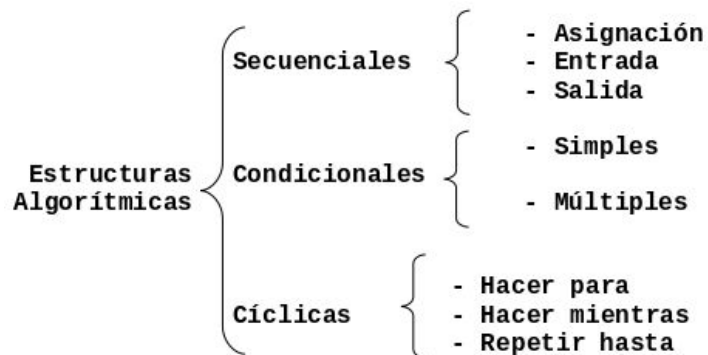 Estructuras
Algorítmicas
Secuenciales
- Asignación
- Entrada
- Salida
Condicionales
- Simples
- Múltiples
Cíclicas
- Hacer para
- Hacer mientras
- Repetir hasta